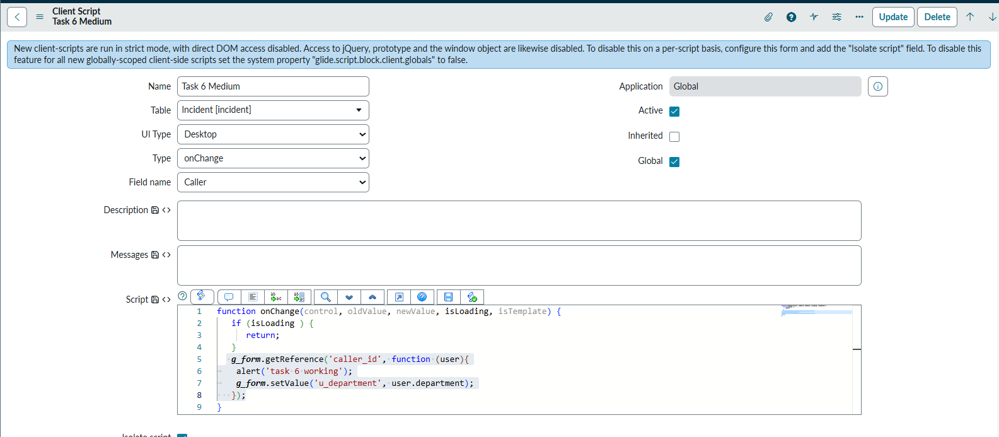 Client Script
Task 6 Medium
Update
Delete
New client-scripts are run in strict mode, with direct DOM access disabled. Access to jQuery, prototype and the window object are likewise disabled. To disable this on a per-script basis, configure this form and add the "Isolate script" field. To disable this
feature for all new globally-scoped client-side scripts set the system property "glide.script.block.client.globals" to false.
Name Task 6 Medium
Application Global
Table Incident [incident]
Active
UI Type Desktop
Inherited
Type onChange
Global
Field name Caller
Description
Messages
Script
1 function onChange(control, oldValue, newValue, isLoading, isTemplate) {
2 if (isLoading ) {
3 return;
4 }
5 g_form.getReference('caller_id', function (user){
6 alert('task 6 working');
7 g_form.setValue('u_department', user.department);
8 });
9 }
Isolate script